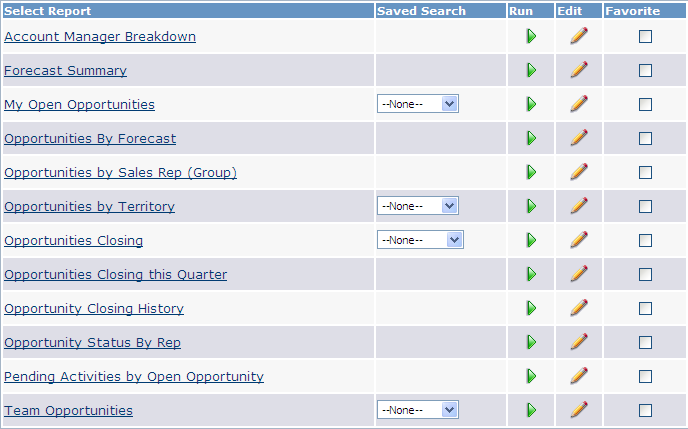 Select Report Saved Search Run Edit Favorite
Account Manager Breakdown
Forecast Summary
My Open Opportunities --None--
Opportunities By Forecast
Opportunities by Sales Rep (Group)
Opportunities by Territory --None--
Opportunities Closing --None--
Opportunities Closing this Quarter
Opportunity Closing History
Opportunity Status By Rep
Pending Activities by Open Opportunity
Team Opportunities --None--